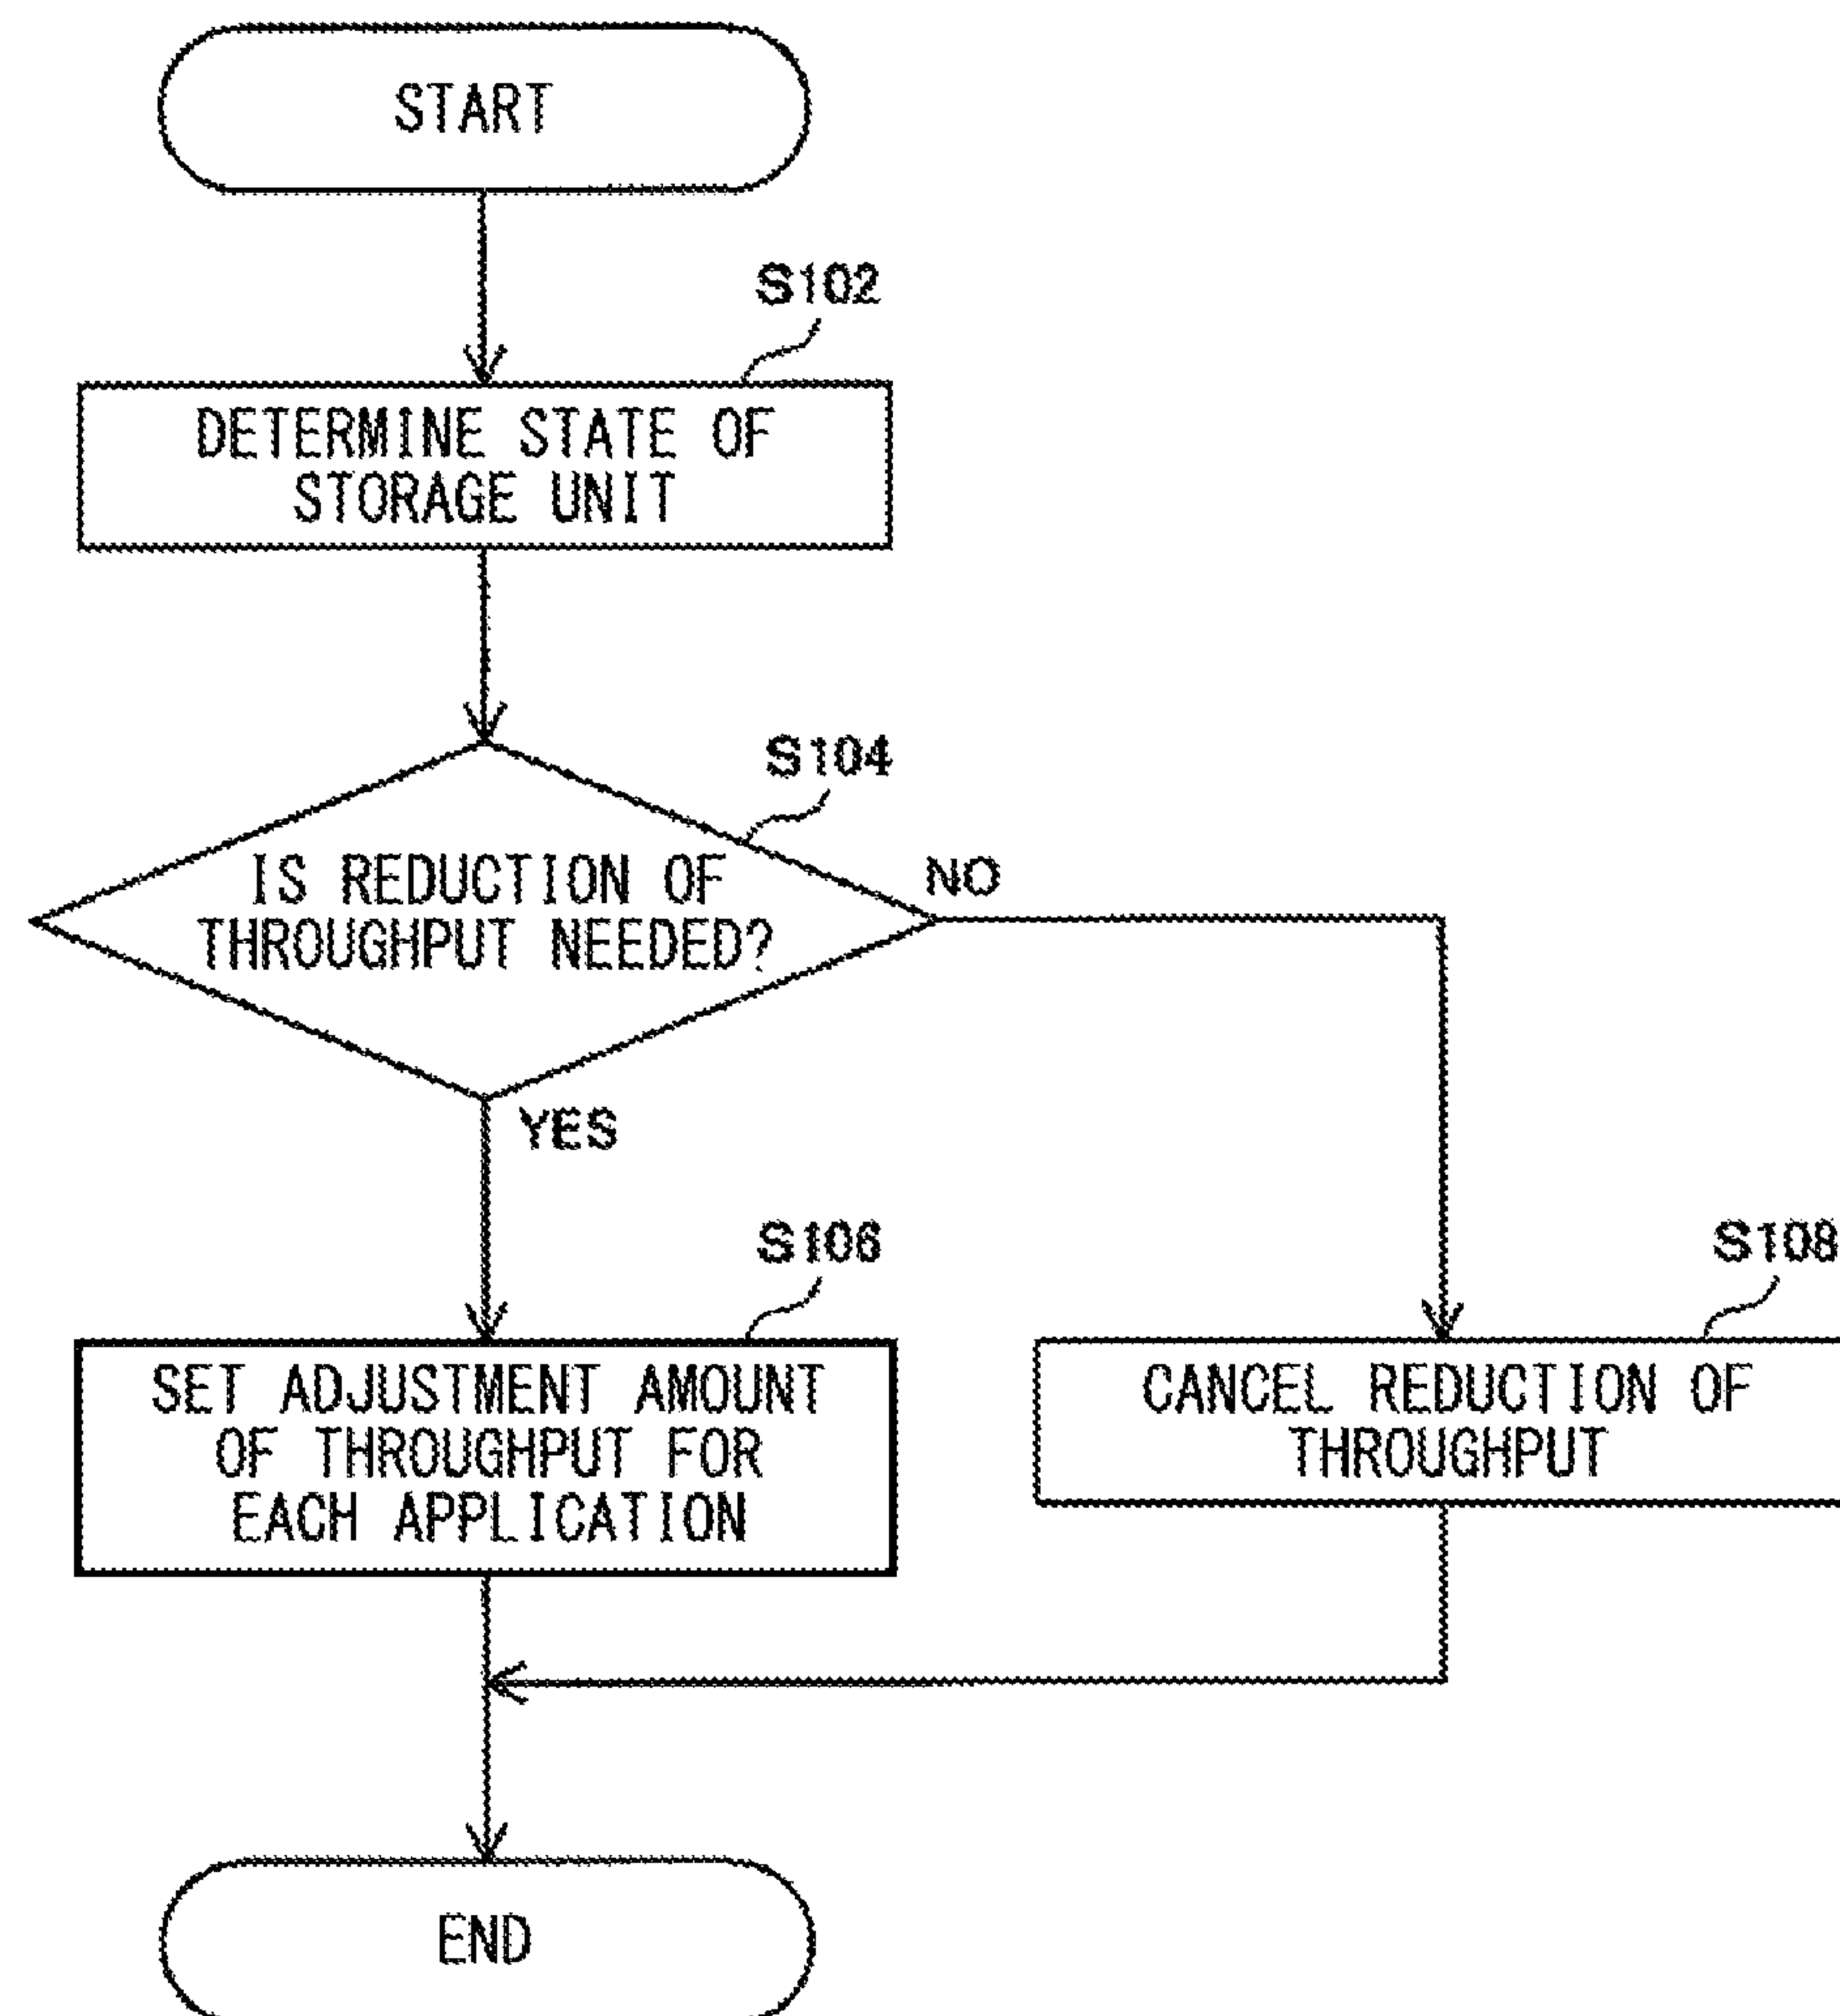 START
S102
DETERMINE STATE OF
STORAGE UNIT
S104
IS REDUCTION OF
THROUGHPUT NEEDED?
NO
YES
S106
SET ADJUSTMENT AMOUNT
OF THROUGHPUT FOR
EACH APPLICATION
S108
CANCEL REDUCTION OF
THROUGHPUT
END